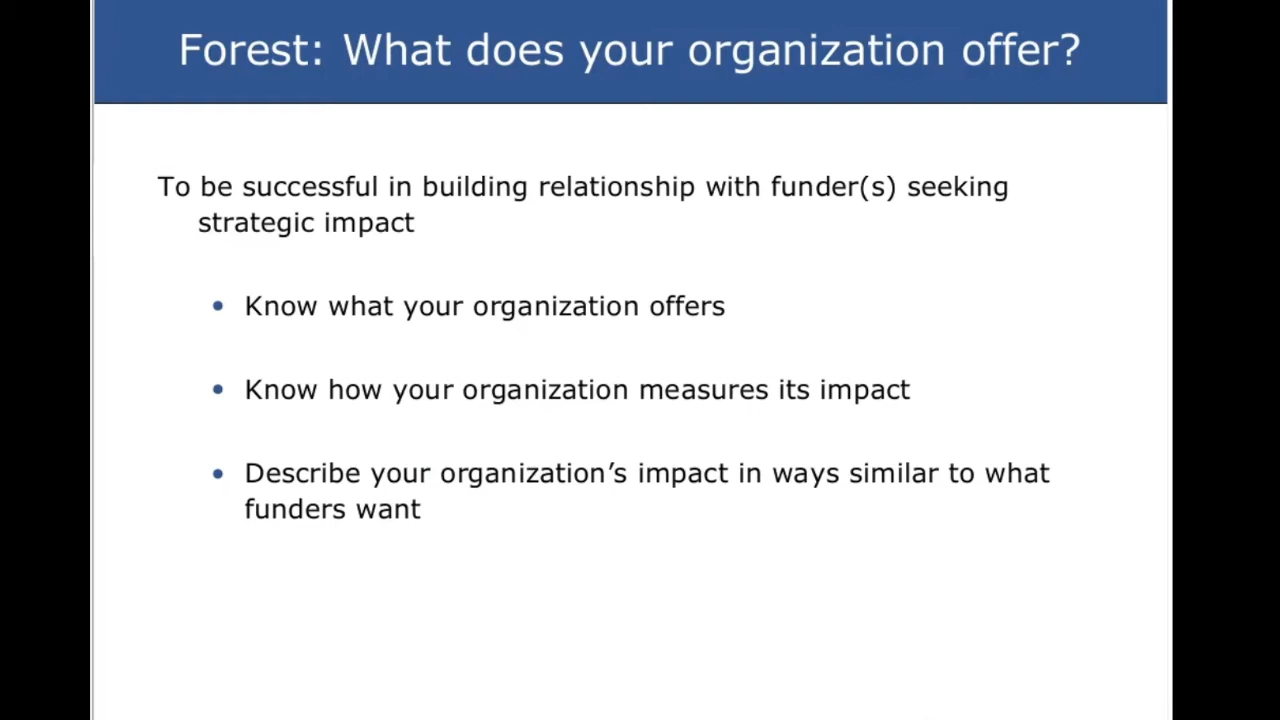 Forest: What does your organization offer?
To be successful in building relationship with funder(s) seeking
strategic impact
• Know what your organization offers
• Know how your organization measures its impact
• Describe your organization’s impact in ways similar to what
funders want